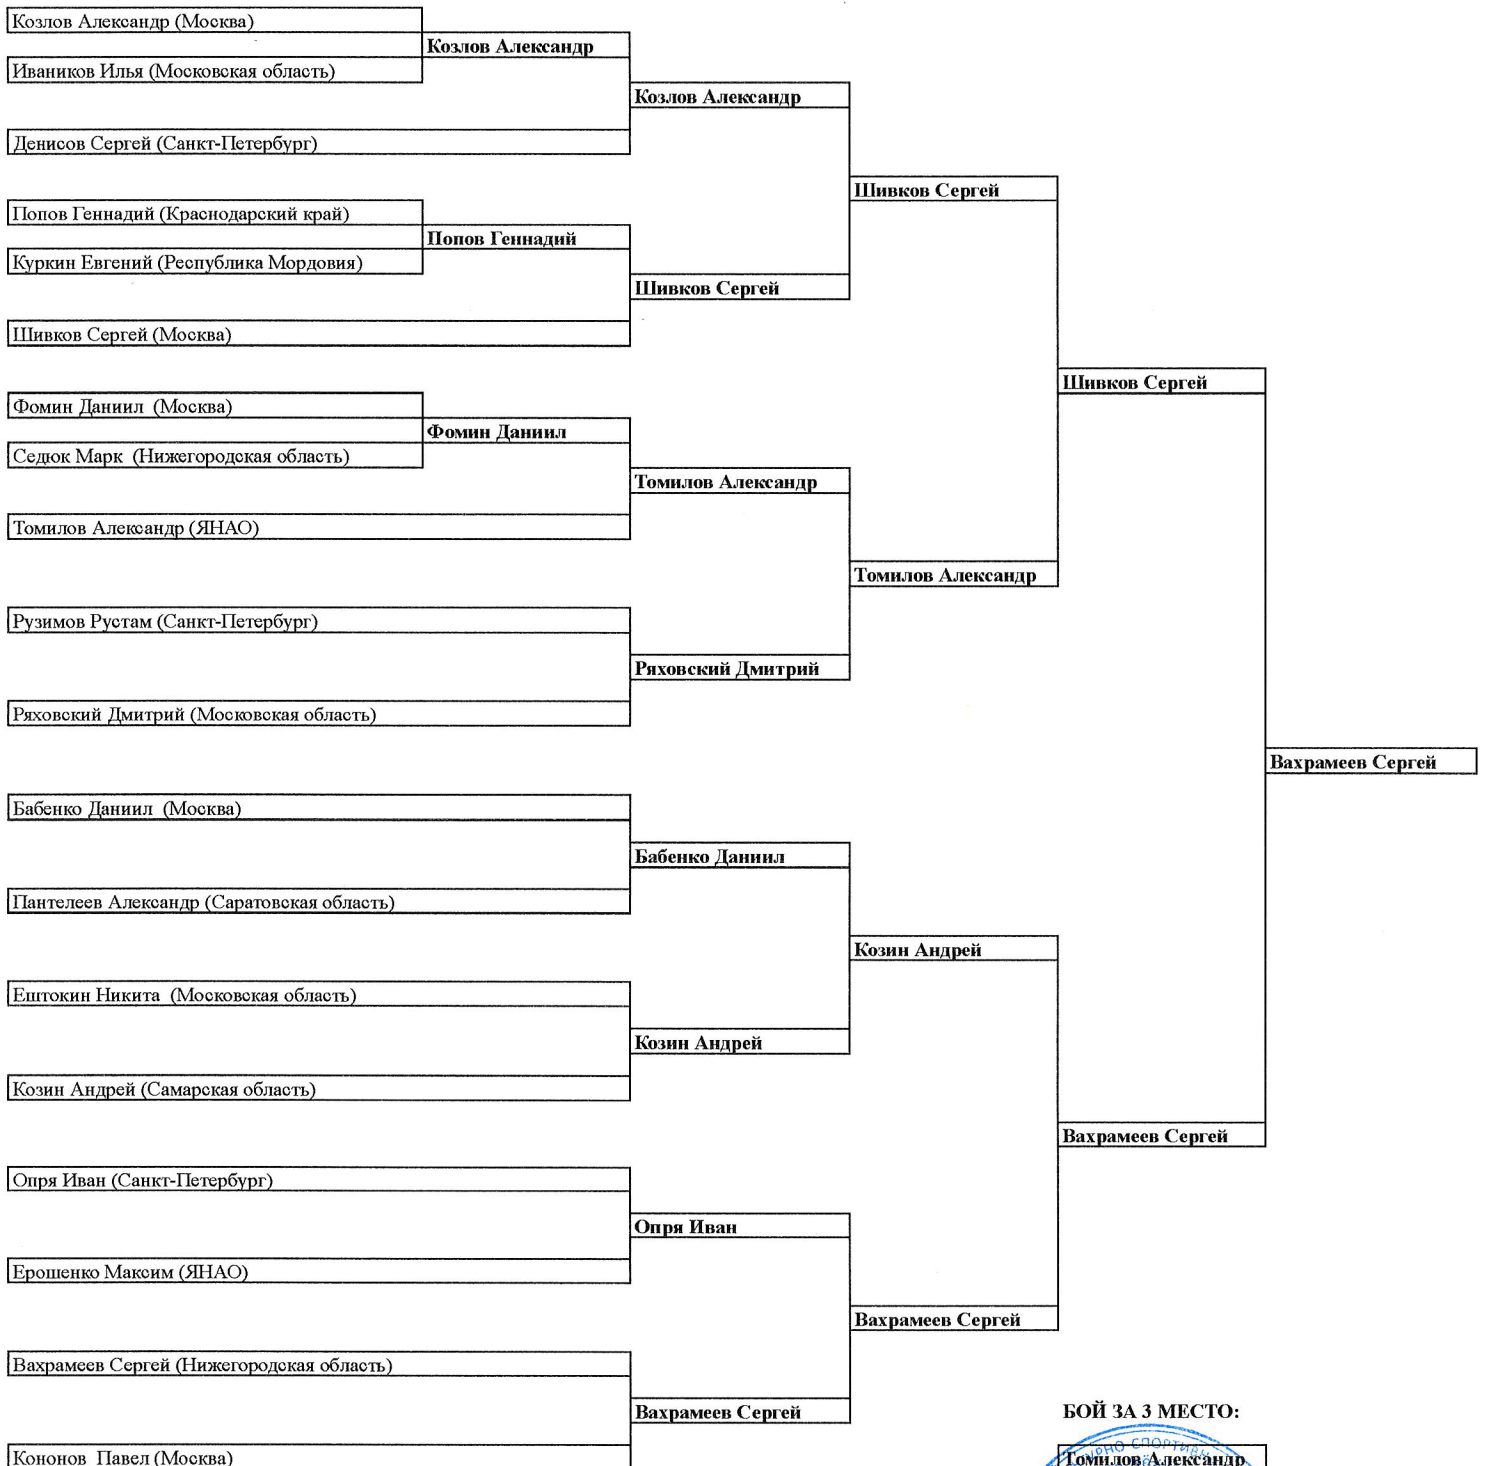 Козлов Александр (Москва)
Козлов Александр
Иваников Илья (Московская область)
Козлов Александр
Денисов Сергей (Санкт-Петербург)
Шивков Сергей
Попов Геннадий (Краснодарский край)
Попов Геннадий
Куркин Евгений (Республика Мордовия)
Шивков Сергей
Шивков Сергей (Москва)
Шивков Сергей
Фомин Даниил (Москва)
Фомин Даниил
Седюк Марк (Нижегородская область)
Томилов Александр
Томилов Александр (ЯНАО)
Томилов Александр
Рузимов Рустам (Санкт-Петербург)
Ряховский Дмитрий
Ряховский Дмитрий (Московская область)
Вахрамеев Сергей
Бабенко Даниил (Москва)
Бабенко Даниил
Пантелеев Александр (Саратовская область)
Козин Андрей
Ештокин Никита (Московская область)
Козин Андрей
Козин Андрей (Самарская область)
Вахрамеев Сергей
Опря Иван (Санкт-Петербург)
Опря Иван
Ерошенко Максим (ЯНАО)
Вахрамеев Сергей
Вахрамеев Сергей (Нижегородская область)
Вахрамеев Сергей
БОЙ ЗА 3 МЕСТО:
Кононов Павел (Москва)
Томилов Александр